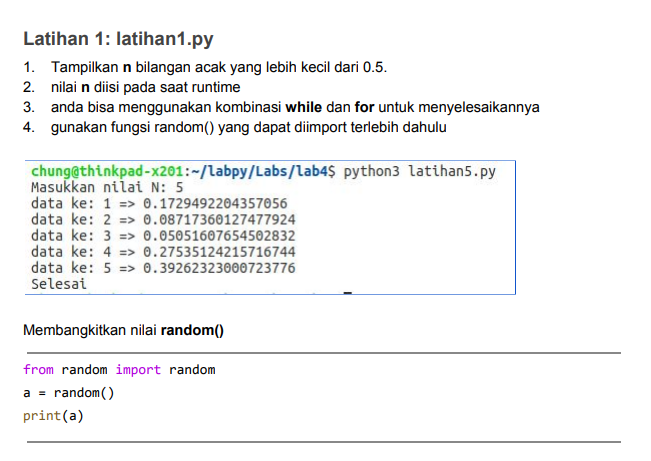 Latihan 1: latihan1.py
1. Tampilkan n bilangan acak yang lebih kecil dari 0.5.
2. nilai n diisi pada saat runtime
3. anda bisa menggunakan kombinasi while dan for untuk menyelesaikannya
4. gunakan fungsi random() yang dapat diimport terlebih dahulu
chung@thinkpad-x201:~/labpy/Labs/lab4$ python3 latihan5.py
Masukkan nilai N: 5
data ke: 1 => 0.1729492204357056
data ke: 2 => 0.08717360127477924
data ke: 3 => 0.05051607654502832
data ke: 4 => 0.27535124215716744
data ke: 5 => 0.39262323000723776
Selesai
Membangkitkan nilai random()
from random import random
a = random()
print(a)